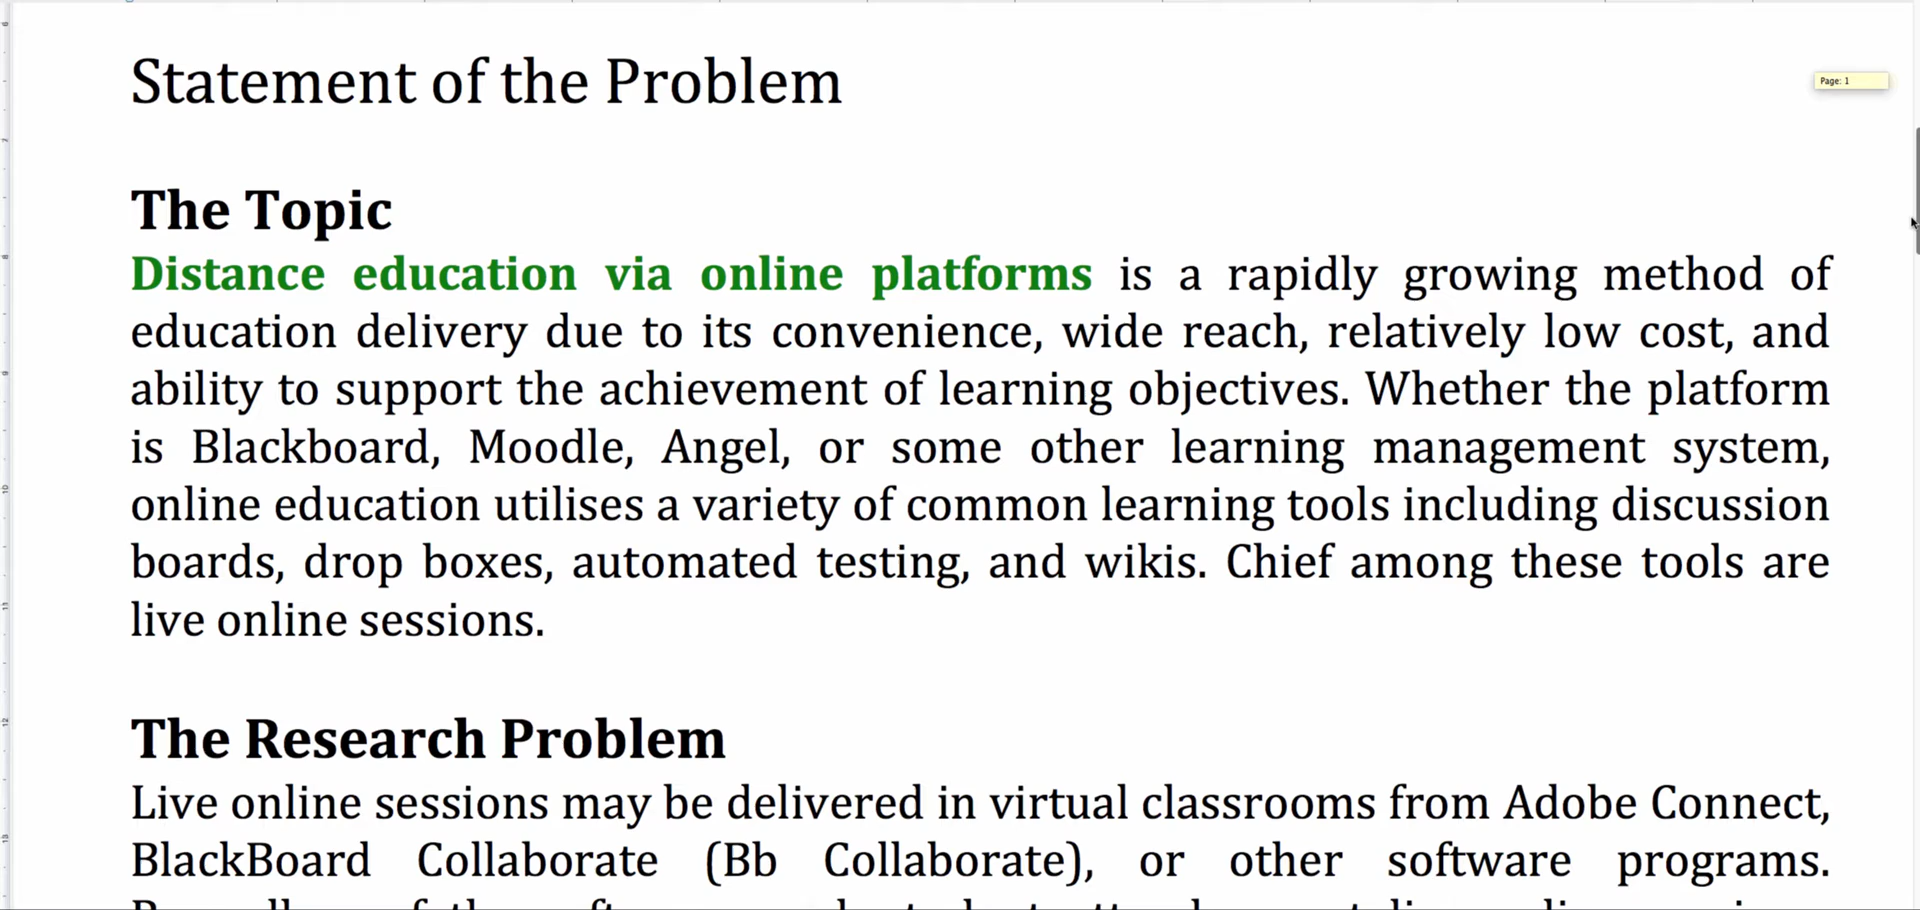 Statement of the Problem
Page: 1
The Topic
Distance education via online platforms is a rapidly growing method of
education delivery due to its convenience, wide reach, relatively low cost, and
ability to support the achievement of learning objectives. Whether the platform
is Blackboard, Moodle, Angel, or some other learning management system,
online education utilises a variety of common learning tools including discussion
boards, drop boxes, automated testing, and wikis. Chief among these tools are
live online sessions.
The Research Problem
Live online sessions may be delivered in virtual classrooms from Adobe Connect,
BlackBoard Collaborate (Bb Collaborate), or other software programs.